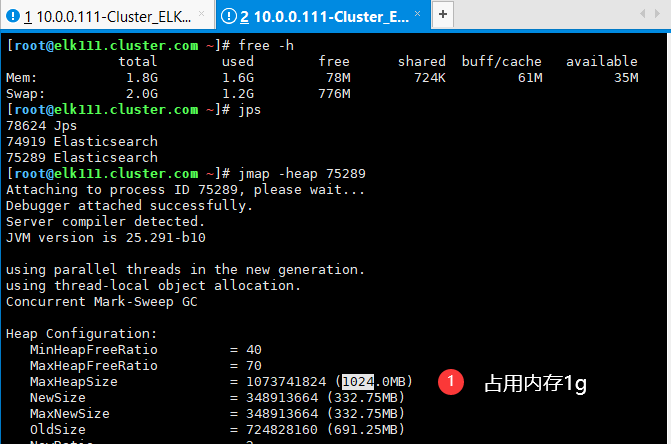 1 10.0.0.111-Cluster_ELK... × 2 10.0.0.111-Cluster_E... × +
[root@elk111.cluster.com ~]# free -h
total used free shared buff/cache available
Mem: 1.8G 1.6G 78M 724K 61M 35M
Swap: 2.0G 1.2G 776M
[root@elk111.cluster.com ~]# jps
78624 Jps
74919 Elasticsearch
75289 Elasticsearch
[root@elk111.cluster.com ~]# jmap -heap 75289
Attaching to process ID 75289, please wait...
Debugger attached successfully.
Server compiler detected.
JVM version is 25.291-b10
using parallel threads in the new generation.
using thread-local object allocation.
Concurrent Mark-Sweep GC
Heap Configuration:
MinHeapFreeRatio = 40
MaxHeapFreeRatio = 70
MaxHeapSize = 1073741824 (1024.0MB) 1 占用内存1g
NewSize = 348913664 (332.75MB)
MaxNewSize = 348913664 (332.75MB)
OldSize = 724828160 (691.25MB)